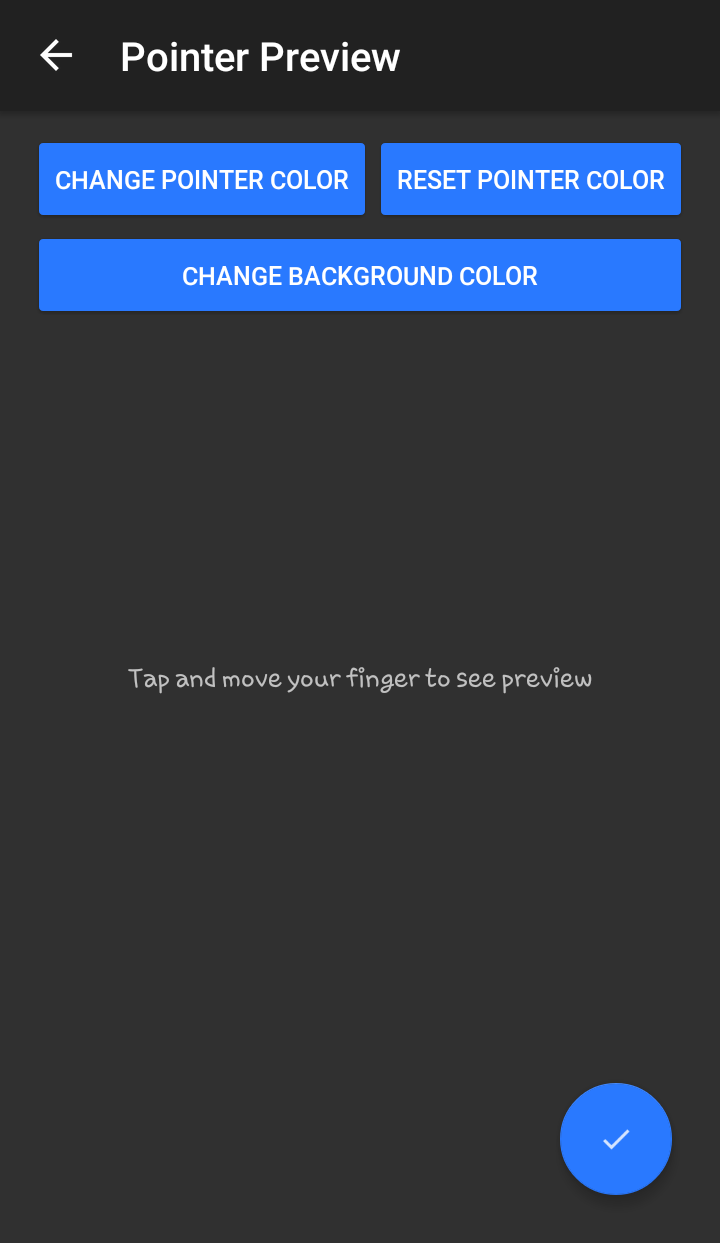 Pointer Preview
CHANGE POINTER COLOR
RESET POINTER COLOR
CHANGE BACKGROUND COLOR
Tap and move your finger to see preview